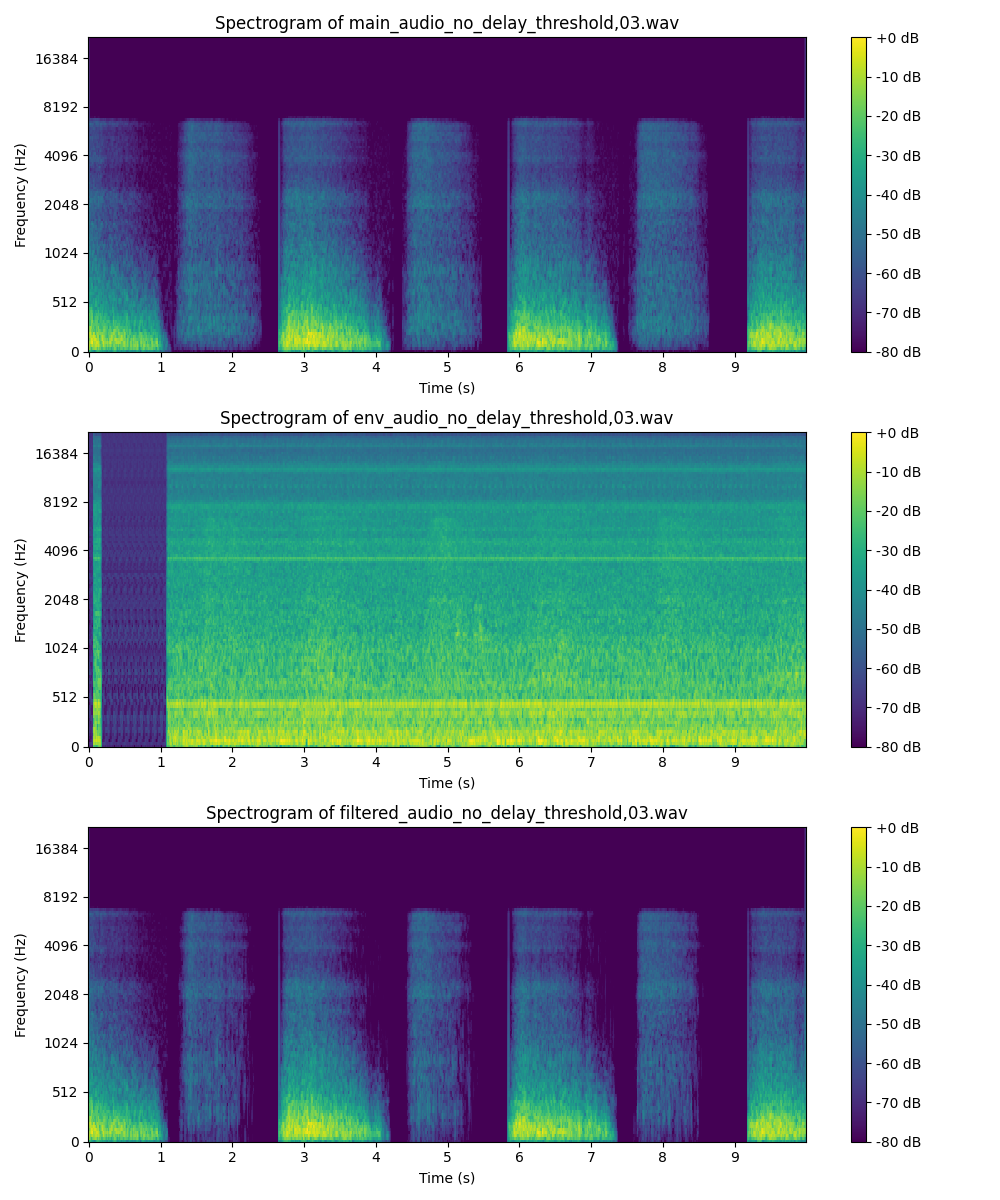 Spectrogram of main_audio_no_delay_threshold,03.wav
16384
8192
4096
2048
1024
512
0
Frequency (Hz)
0 1 2 3 4 5 6 7 8 9
Time (s)
+0 dB
-10 dB
-20 dB
-30 dB
-40 dB
-50 dB
-60 dB
-70 dB
-80 dB
Spectrogram of env_audio_no_delay_threshold,03.wav
16384
8192
4096
2048
1024
512
0
Frequency (Hz)
0 1 2 3 4 5 6 7 8 9
Time (s)
+0 dB
-10 dB
-20 dB
-30 dB
-40 dB
-50 dB
-60 dB
-70 dB
-80 dB
Spectrogram of filtered_audio_no_delay_threshold,03.wav
16384
8192
4096
2048
1024
512
0
Frequency (Hz)
0 1 2 3 4 5 6 7 8 9
Time (s)
+0 dB
-10 dB
-20 dB
-30 dB
-40 dB
-50 dB
-60 dB
-70 dB
-80 dB